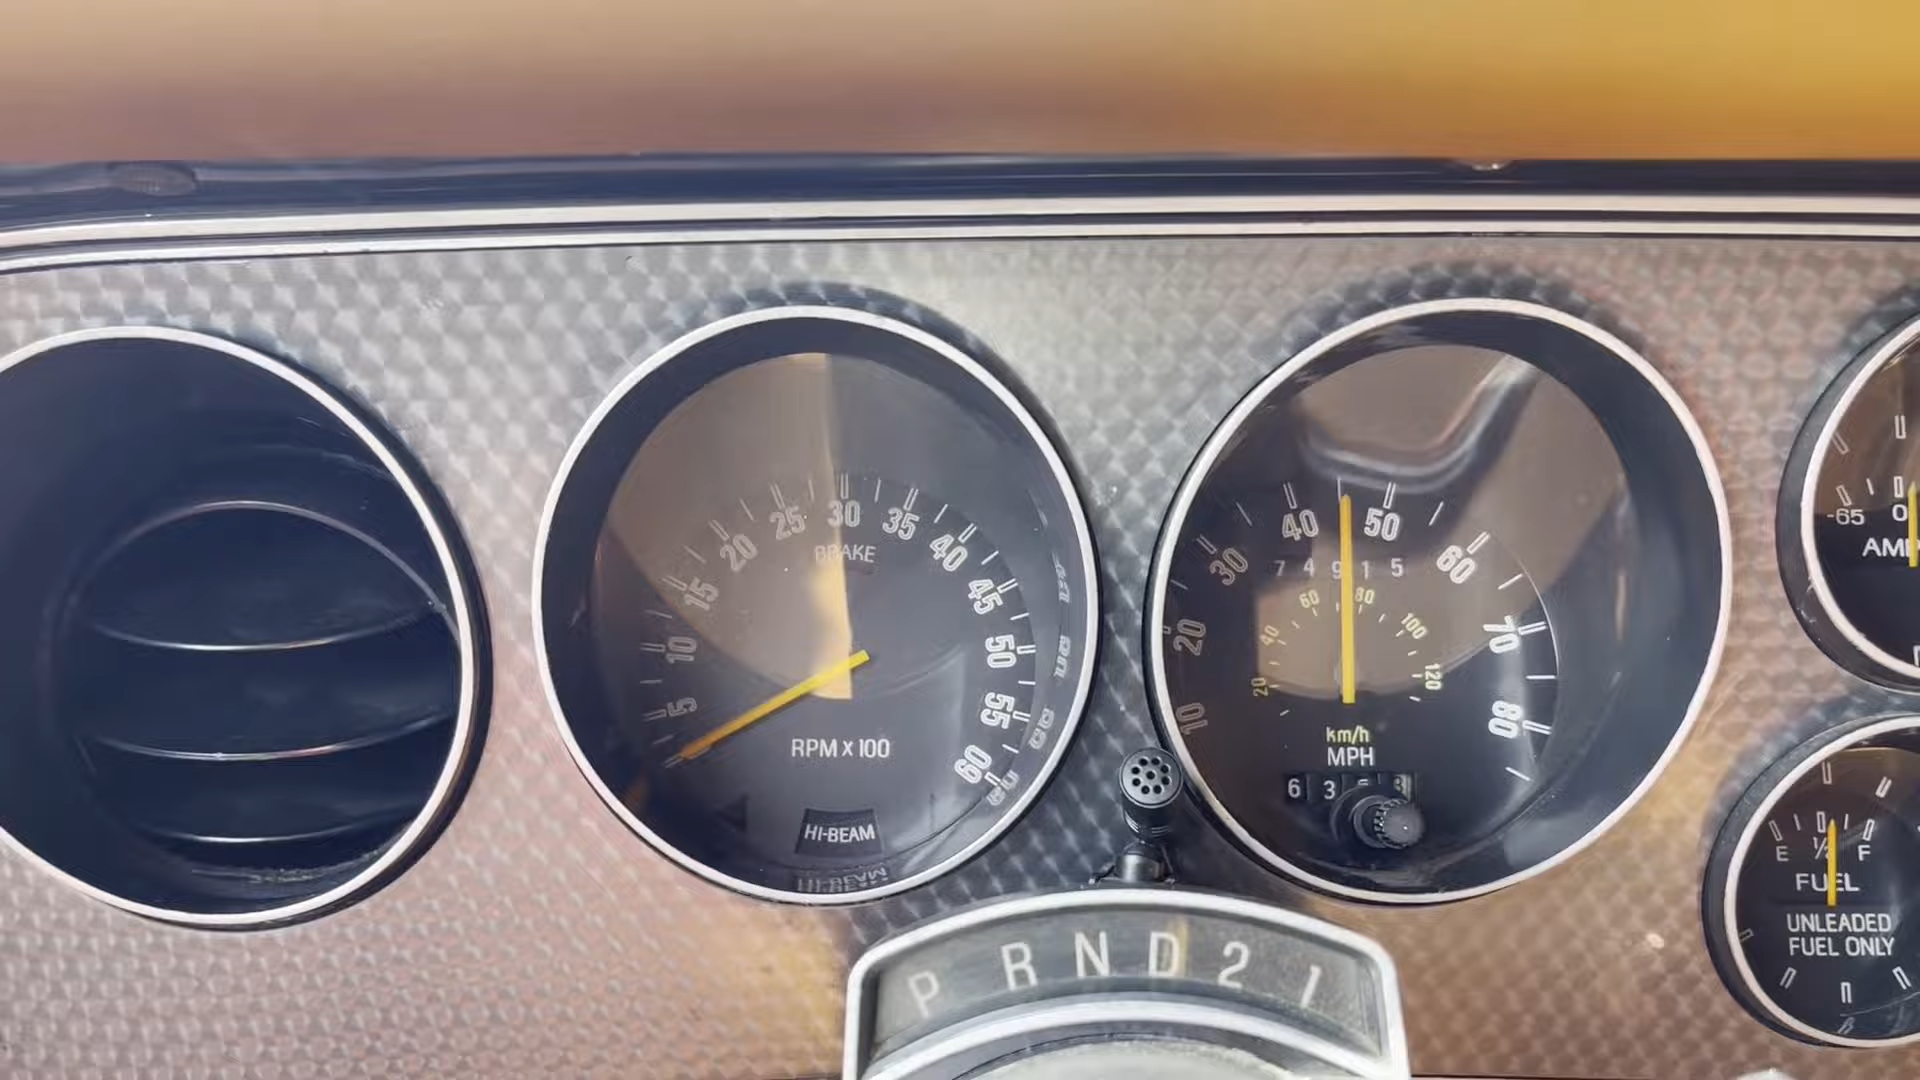 5 10 15 20 25 30 35 40 45 50 55 60
BRAKE
RPM x 100
HI-BEAM
10 20 30 40 50 60 70 80
7 4 9 1 5
20 40 60 80 100 120
km/h
MPH
6 3
-65 0
E ½ F
FUEL
UNLEADED
FUEL ONLY
P R N D 2 1